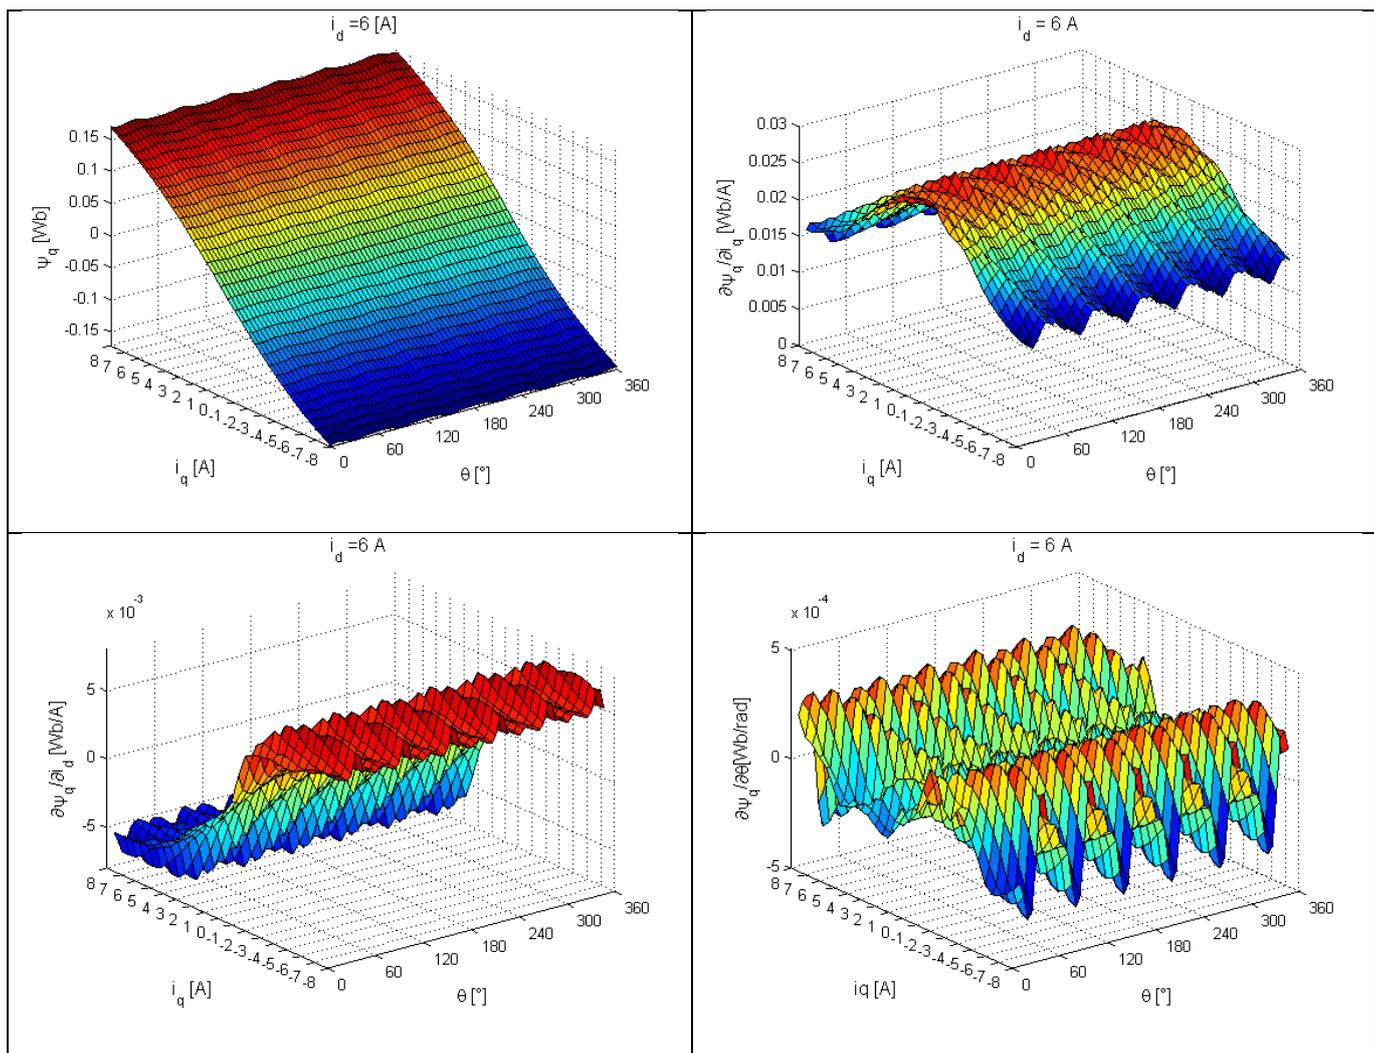 i_d =6 [A]
ψ_q [Wb]
0.15
0.1
0.05
0
-0.05
-0.1
-0.15
8 7 6 5 4 3 2 1 0 -1 -2 -3 -4 -5 -6 -7 -8
i_q [A]
0 60 120 180 240 300 360
θ [°]
i_d = 6 A
∂ψ_q/∂i_q [Wb/A]
0.03
0.025
0.02
0.015
0.01
0.005
0
8 7 6 5 4 3 2 1 0 -1 -2 -3 -4 -5 -6 -7 -8
i_q [A]
0 60 120 180 240 300 360
θ [°]
i_d =6 A
x 10^-3
∂ψ_q/∂i_d [Wb/A]
5
0
-5
8 7 6 5 4 3 2 1 0 -1 -2 -3 -4 -5 -6 -7 -8
i_q [A]
0 60 120 180 240 300 360
θ [°]
i_d = 6 A
x 10^-4
∂ψ_q/∂θ[Wb/rad]
5
0
-5
8 7 6 5 4 3 2 1 0 -1 -2 -3 -4 -5 -6 -7 -8
iq [A]
0 60 120 180 240 300 360
θ [°]